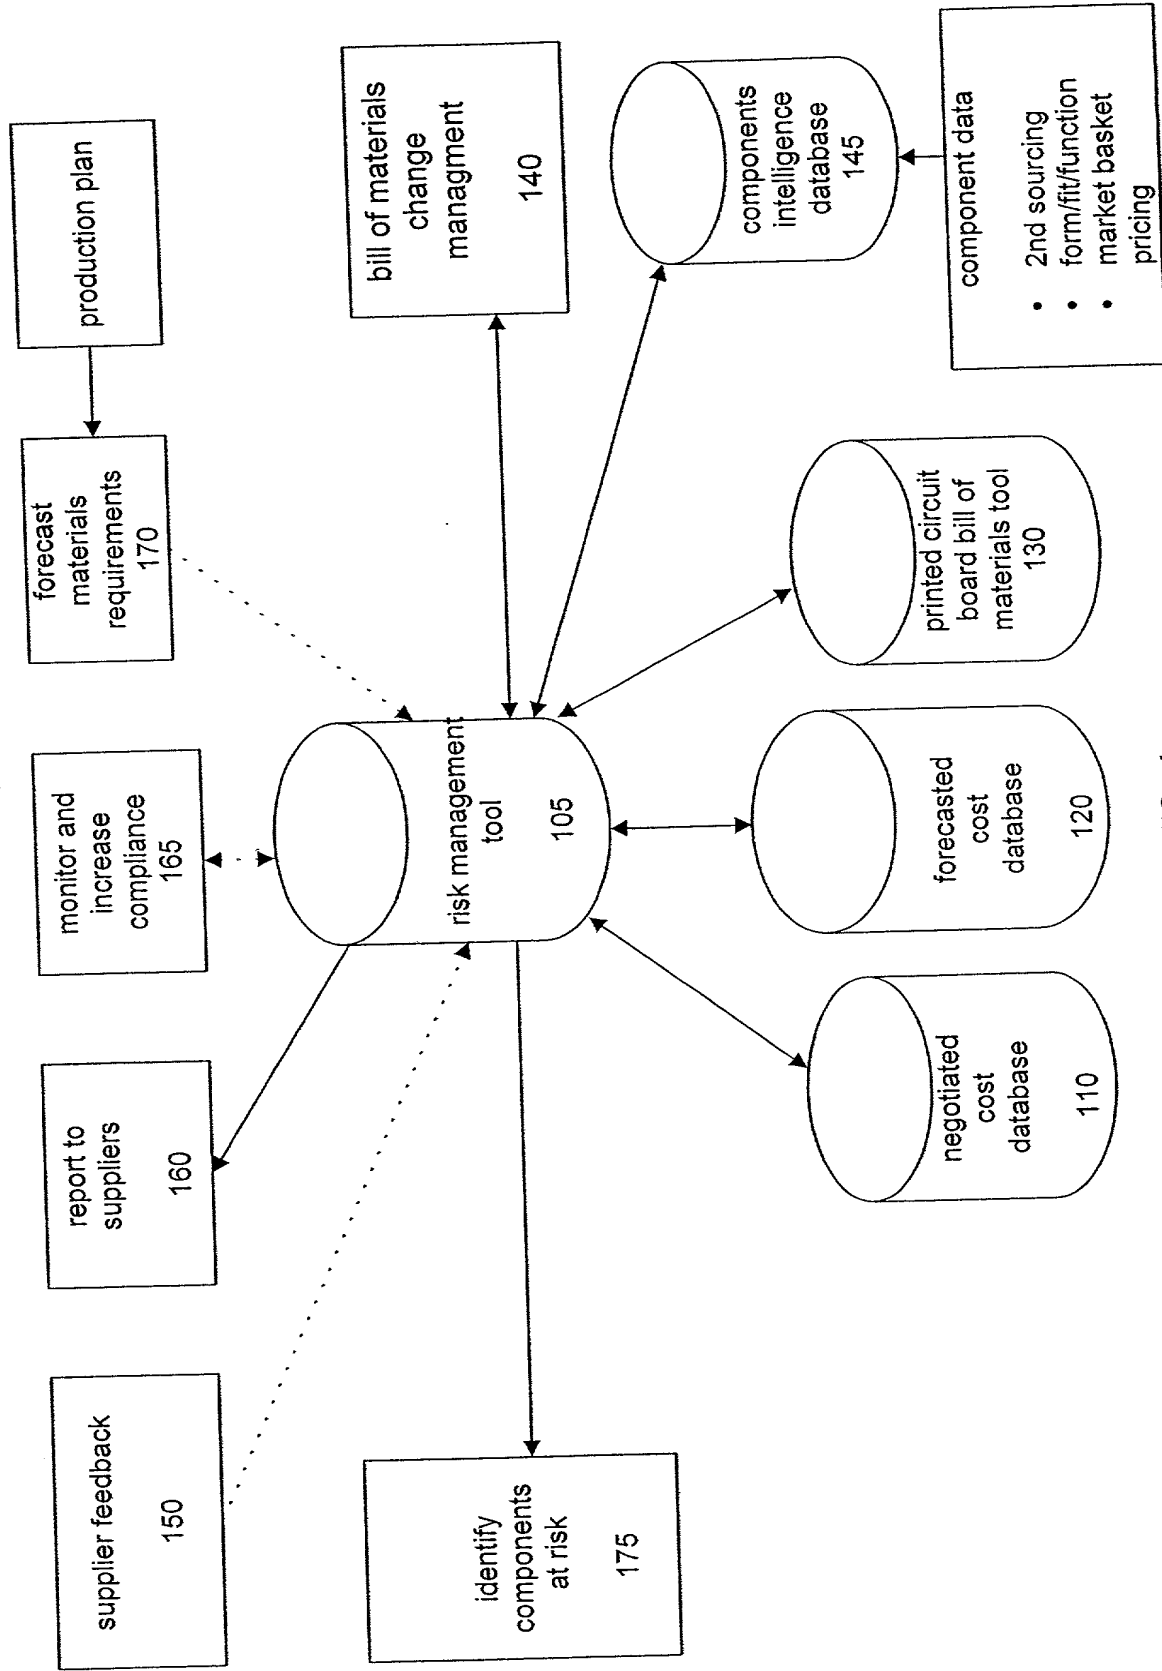 supplier feedback
150
report to
suppliers
160
monitor and
increase
compliance
165
forecast
materials
requirements
170
production plan
identify
components
at risk
175
risk management
tool
105
bill of materials
change
managment
140
negotiated
cost
database
110
forecasted
cost
database
120
printed circuit
board bill of
materials tool
130
components
intelligence
database
145
component data
• 2nd sourcing
• form/fit/function
• market basket
pricing